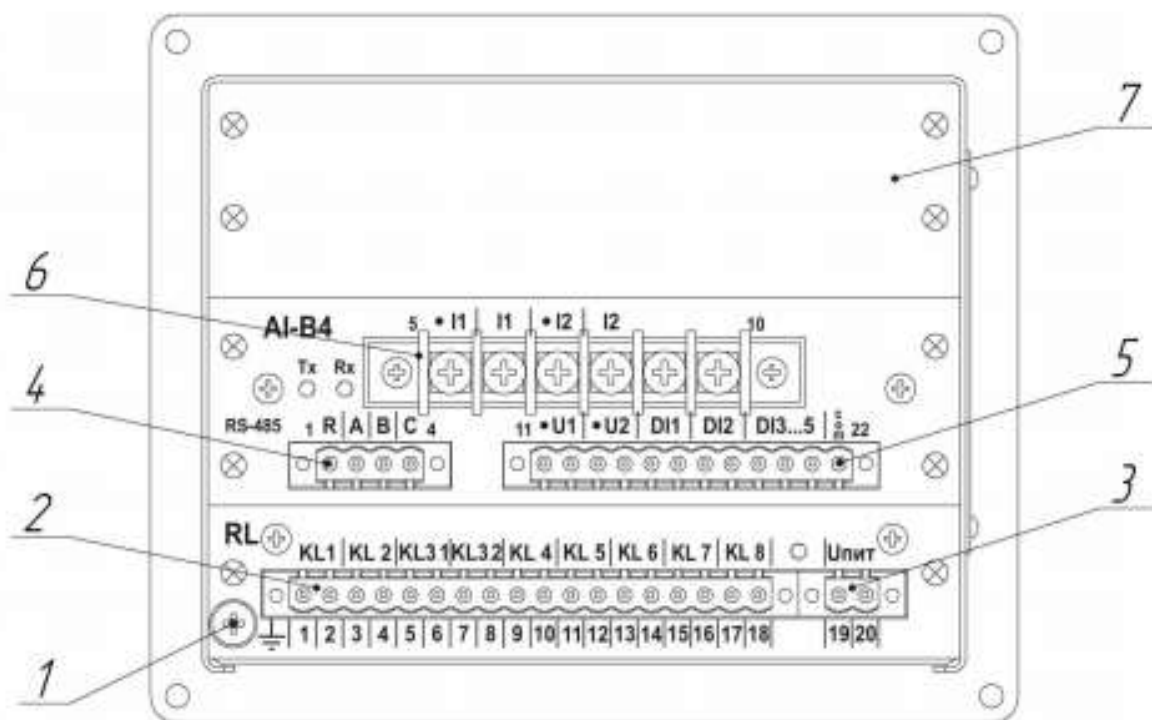 7
6
AI-B4
5 • I1 I1 • I2 I2 10
Tx Rx
4
5
RS-485 1 R A B C 4 11 • U1 • U2 DI1 DI2 DI3...5 com 22
3
2
RL
KL1 KL 2 KL3 1 KL3 2 KL 4 KL 5 KL 6 KL 7 KL 8 Uпит
1 2 3 4 5 6 7 8 9 10 11 12 13 14 15 16 17 18 19 20
1